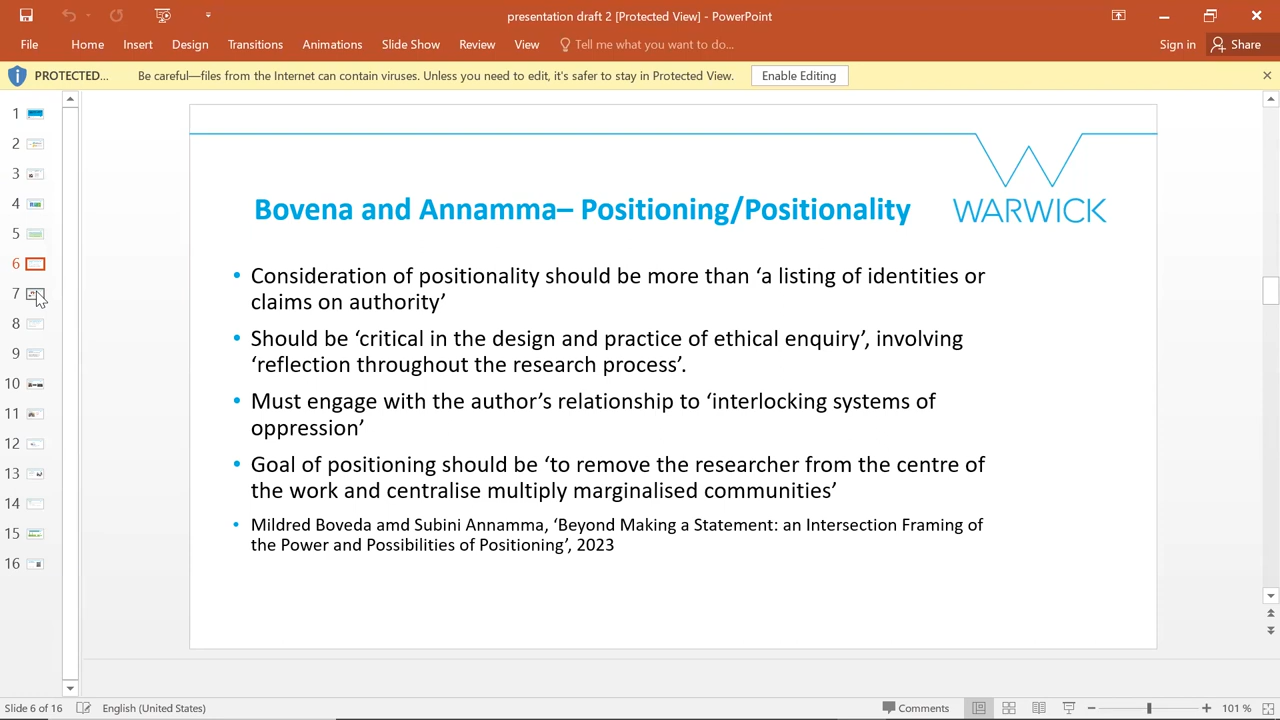 presentation draft 2 [Protected View] - PowerPoint
File Home Insert Design Transitions Animations Slide Show Review View Tell me what you want to do... Sign in Share
PROTECTED... Be careful—files from the Internet can contain viruses. Unless you need to edit, it's safer to stay in Protected View. Enable Editing
1
2
3
4
5
6
7
8
9
10
11
12
13
14
15
16
WARWICK
Bovena and Annamma– Positioning/Positionality
• Consideration of positionality should be more than ‘a listing of identities or
claims on authority’
• Should be ‘critical in the design and practice of ethical enquiry’, involving
‘reflection throughout the research process’.
• Must engage with the author’s relationship to ‘interlocking systems of
oppression’
• Goal of positioning should be ‘to remove the researcher from the centre of
the work and centralise multiply marginalised communities’
• Mildred Boveda amd Subini Annamma, ‘Beyond Making a Statement: an Intersection Framing of
the Power and Possibilities of Positioning’, 2023
Slide 6 of 16 English (United States) Comments 101 %